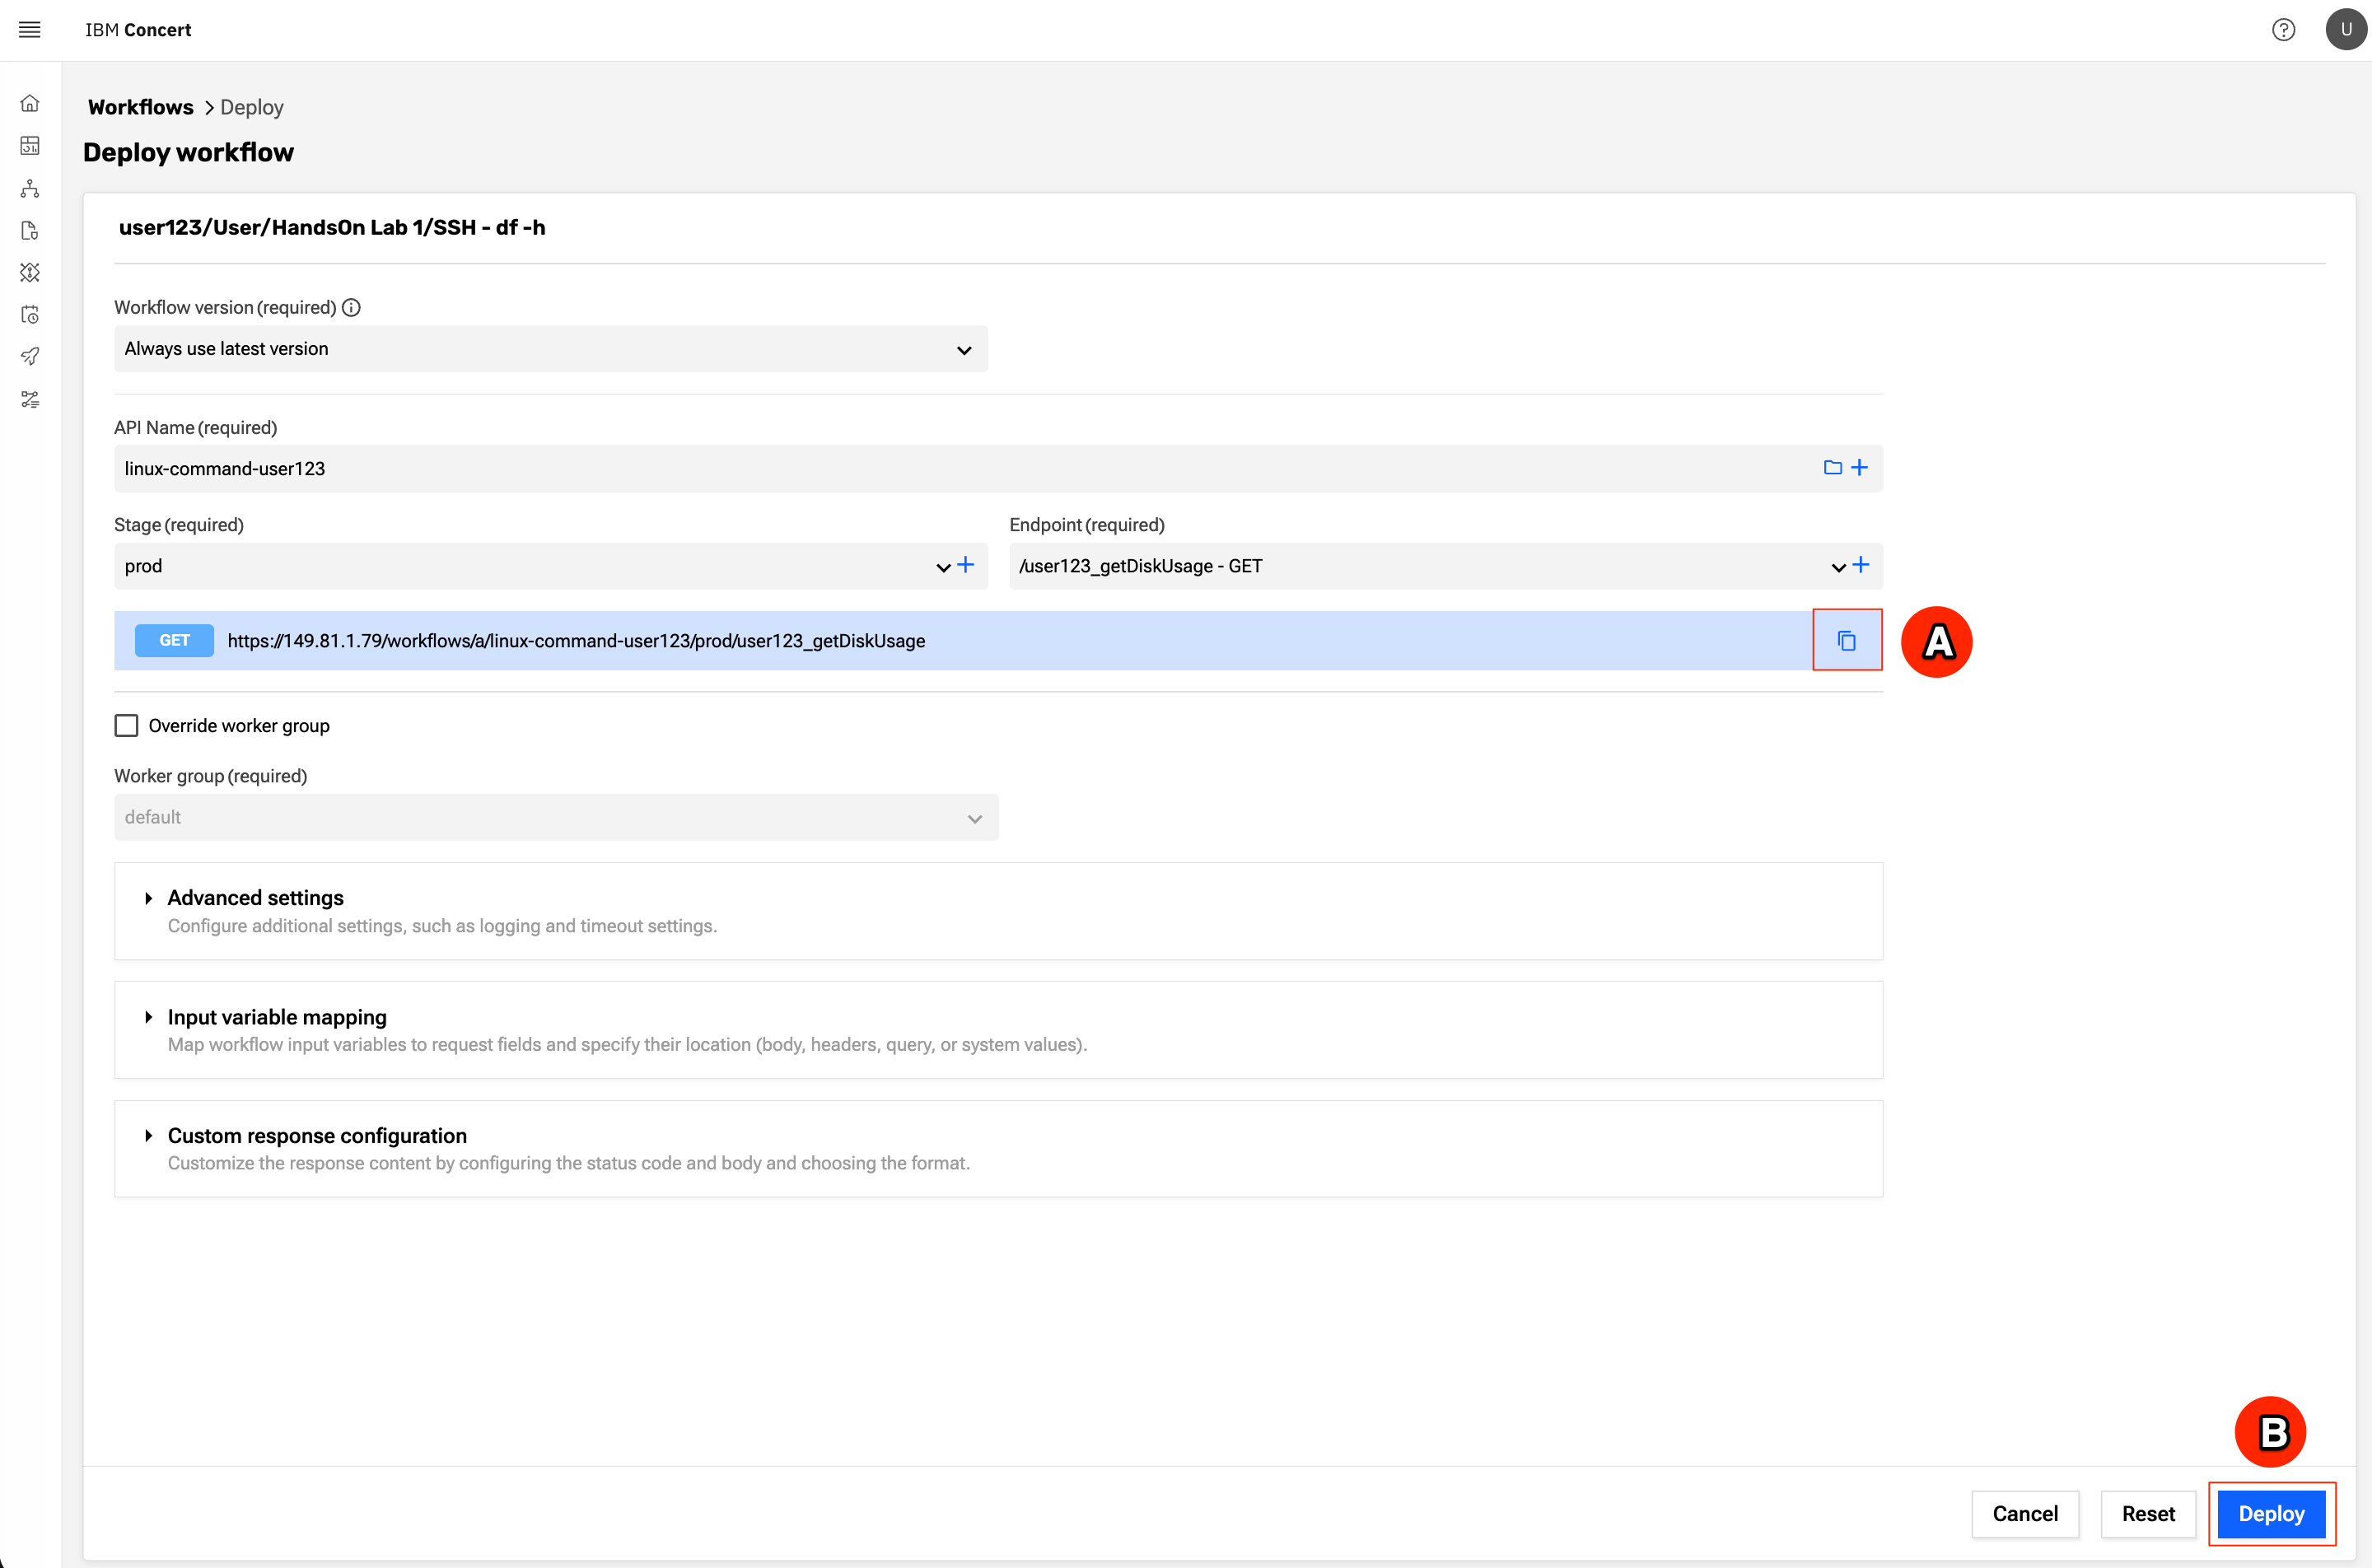 IBM Concert
U
Workflows > Deploy
Deploy workflow
user123/User/HandsOn Lab 1/SSH - df -h
Workflow version (required)
Always use latest version
API Name (required)
linux-command-user123
Stage (required)
Endpoint (required)
prod
/user123_getDiskUsage - GET
GET https://149.81.1.79/workflows/a/linux-command-user123/prod/user123_getDiskUsage
A
Override worker group
Worker group (required)
default
Advanced settings
Configure additional settings, such as logging and timeout settings.
Input variable mapping
Map workflow input variables to request fields and specify their location (body, headers, query, or system values).
Custom response configuration
Customize the response content by configuring the status code and body and choosing the format.
B
Cancel Reset Deploy